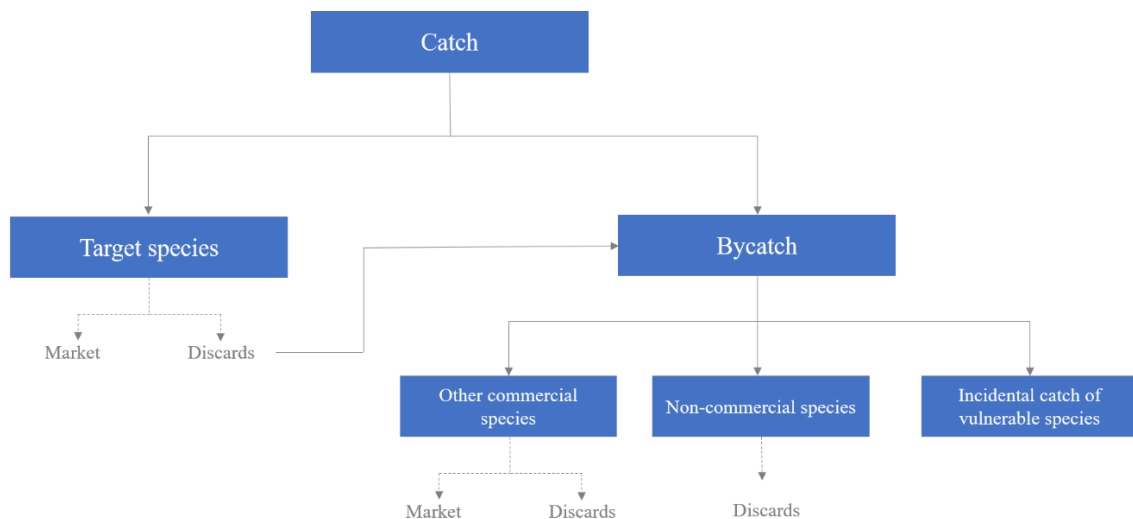 Catch
Target species
Bycatch
Market
Discards
Other commercial
species
Non-commercial species
Incidental catch of
vulnerable species
Market
Discards
Discards